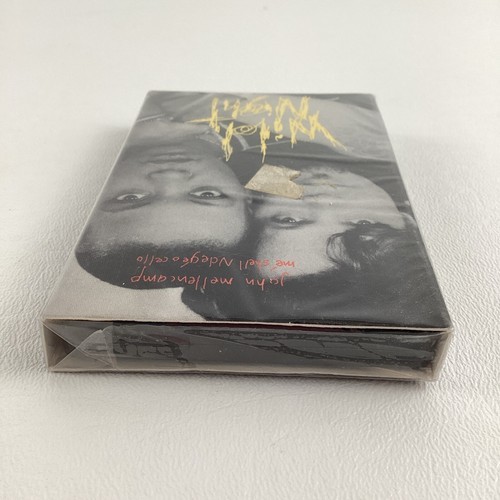 Wild
Night
john mellencamp
me'shell Ndegéocello